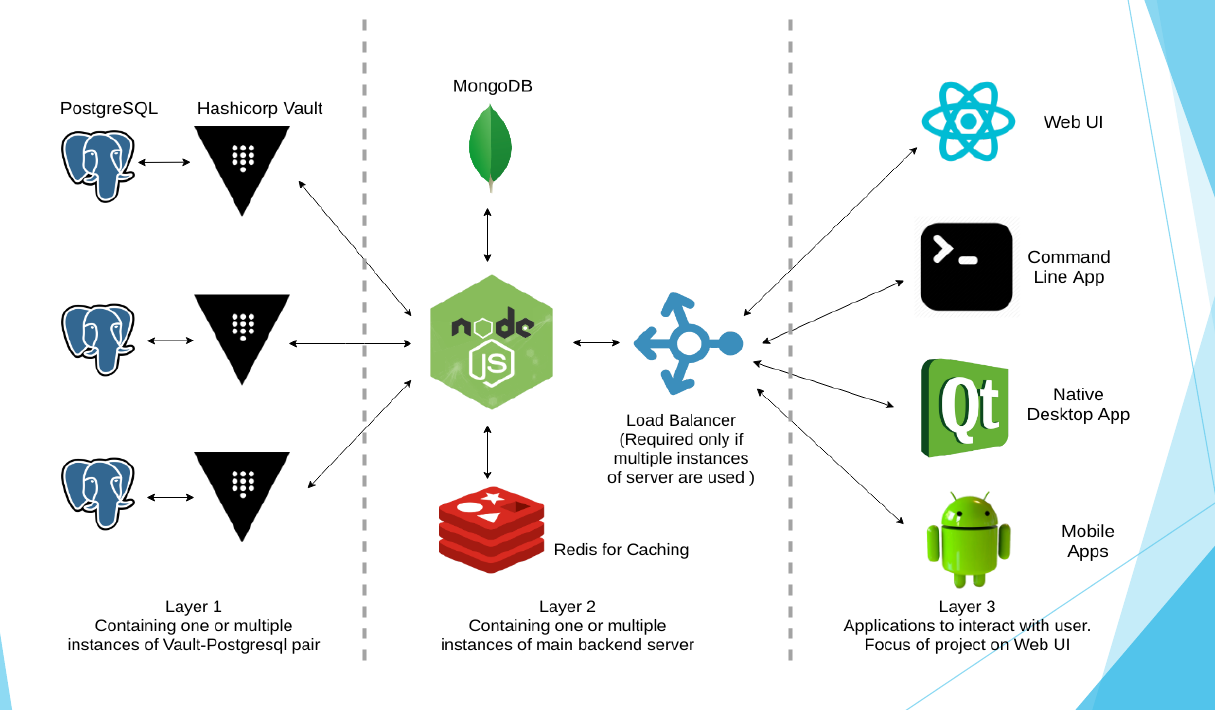 PostgreSQL
Hashicorp Vault
MongoDB
node
JS
Load Balancer
(Required only if
multiple instances
of server are used )
Redis for Caching
Web UI
Command
Line App
Qt
Native
Desktop App
Mobile
Apps
Layer 1
Containing one or multiple
instances of Vault-Postgresql pair
Layer 2
Containing one or multiple
instances of main backend server
Layer 3
Applications to interact with user.
Focus of project on Web UI